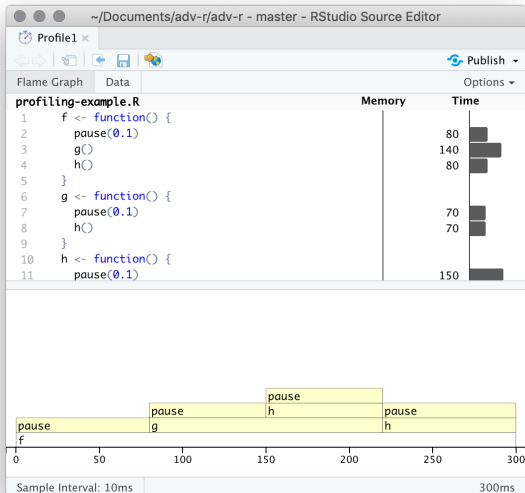 ~/Documents/adv-r/adv-r - master - RStudio Source Editor
Profile1
Publish
Flame Graph Data Options
profiling-example.R Memory Time
1 f <- function() {
2 pause(0.1) 80
3 g() 140
4 h() 80
5 }
6 g <- function() {
7 pause(0.1) 70
8 h() 70
9 }
10 h <- function() {
11 pause(0.1) 150
pause
pause h pause
pause g h
f
0 50 100 150 200 250 300
Sample Interval: 10ms 300ms